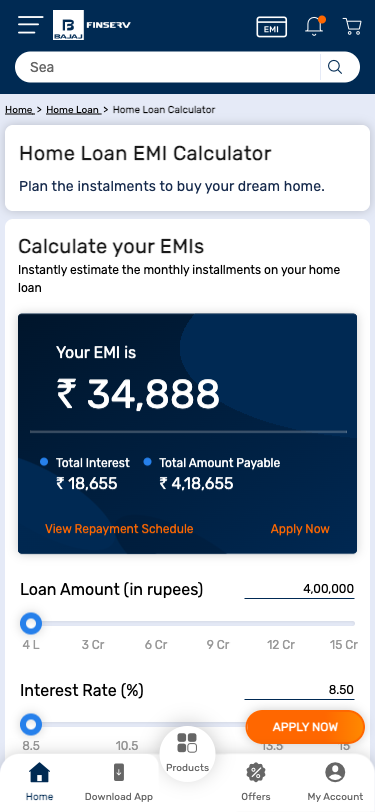 BAJAJ FINSERV
EMI
Sea
Home > Home Loan > Home Loan Calculator
Home Loan EMI Calculator
Plan the instalments to buy your dream home.
Calculate your EMIs
Instantly estimate the monthly installments on your home
loan
Your EMI is
₹ 34,888
Total Interest Total Amount Payable
₹ 18,655 ₹ 4,18,655
View Repayment Schedule Apply Now
Loan Amount (in rupees) 4,00,000
4 L 3 Cr 6 Cr 9 Cr 12 Cr 15 Cr
Interest Rate (%) 8.50
APPLY NOW
8.5 10.5 13.5 15
Home Download App Products Offers My Account